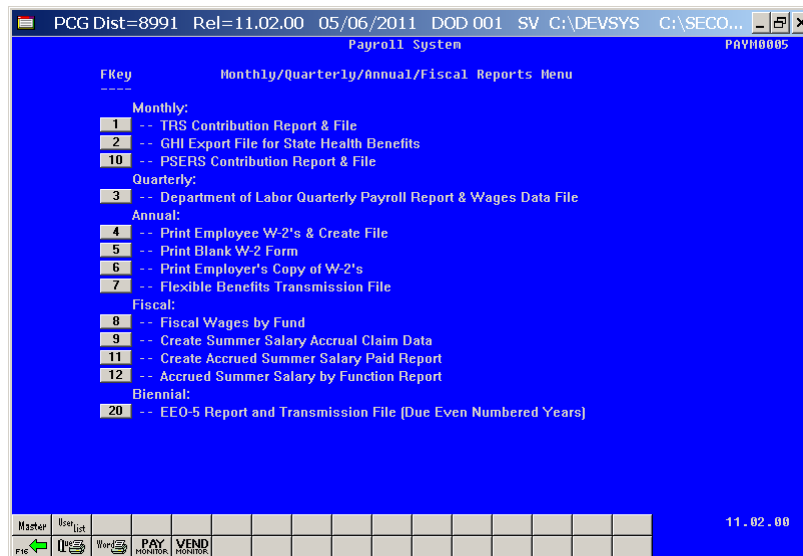 PCG Dist=8991 Rel=11.02.00 05/06/2011 DOD 001 SV C:\DEVSYS C:\SECO...
Payroll System PAYM0005
FKey Monthly/Quarterly/Annual/Fiscal Reports Menu
----
Monthly:
1 -- TRS Contribution Report & File
2 -- GHI Export File for State Health Benefits
10 -- PSERS Contribution Report & File
Quarterly:
3 -- Department of Labor Quarterly Payroll Report & Wages Data File
Annual:
4 -- Print Employee W-2's & Create File
5 -- Print Blank W-2 Form
6 -- Print Employer's Copy of W-2's
7 -- Flexible Benefits Transmission File
Fiscal:
8 -- Fiscal Wages by Fund
9 -- Create Summer Salary Accrual Claim Data
11 -- Create Accrued Summer Salary Paid Report
12 -- Accrued Summer Salary by Function Report
Biennial:
20 -- EEO-5 Report and Transmission File (Due Even Numbered Years)
Master User List 11.02.00
F16 Que Word PAY MONITOR VEND MONITOR